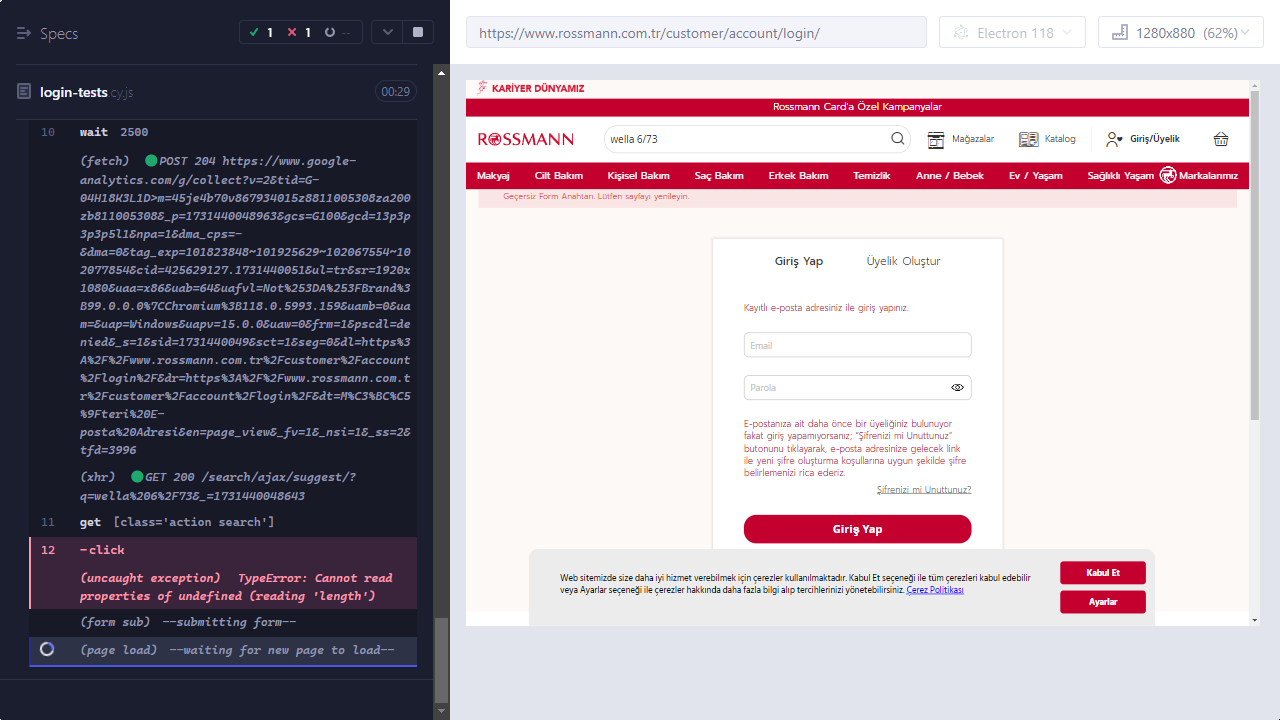 Specs
1
1
--
login-tests.cy.js
00:29
10 wait 2500
(fetch) POST 204 https://www.google-
analytics.com/g/collect?v=2&tid=G-
04H18K3L1D>m=45je4b70v867934015z8811005308za200
zb811005308&_p=1731440048963&gcs=G100&gcd=13p3p
3p3p5l1&npa=1&dma_cps=-
&dma=0&tag_exp=101823848~101925629~102067554~10
2077854&cid=425629127.1731440051&ul=tr&sr=1920x
1080&uaa=x86&uab=64&uafvl=Not%253DA%253FBrand%3
B99.0.0.0%7CChromium%3B118.0.5993.159&uamb=0&ua
m=&uap=Windows&uapv=15.0.0&uaw=0&frm=1&pscdl=de
nied&_s=1&sid=1731440049&sct=1&seg=0&dl=https%3
A%2F%2Fwww.rossmann.com.tr%2Fcustomer%2Faccount
%2Flogin%2F&dr=https%3A%2F%2Fwww.rossmann.com.t
r%2Fcustomer%2Faccount%2Flogin%2F&dt=M%C3%BC%C5
%9Fteri%20E-
posta%20Adresi&en=page_view&_fv=1&_nsi=1&_ss=2&
tfd=3996
(xhr) GET 200 /search/ajax/suggest/?
q=wella%206%2F73&_=1731440048643
11 get [class='action search']
12 -click
(uncaught exception) TypeError: Cannot read
properties of undefined (reading 'length')
(form sub) --submitting form--
(page load) --waiting for new page to load--
https://www.rossmann.com.tr/customer/account/login/
Electron 118
1280x880 (62%)
KARİYER DÜNYAMIZ
Rossmann Card'a Özel Kampanyalar
ROSSMANN
wella 6/73
Mağazalar
Katalog
Giriş/Üyelik
Makyaj Cilt Bakım Kişisel Bakım Saç Bakım Erkek Bakım Temizlik Anne / Bebek Ev / Yaşam Sağlıklı Yaşam Markalarımız
Geçersiz Form Anahtarı. Lütfen sayfayı yenileyin.
Giriş Yap Üyelik Oluştur
Kayıtlı e-posta adresiniz ile giriş yapınız.
Email
Parola
E-postanıza ait daha önce bir üyeliğiniz bulunuyor
fakat giriş yapamıyorsanız; "Şifrenizi mi Unuttunuz"
butonunu tıklayarak, e-posta adresinize gelecek link
ile yeni şifre oluşturma koşullarına uygun şekilde şifre
belirlemenizi rica ederiz.
Şifrenizi mi Unuttunuz?
Giriş Yap
Web sitemizde size daha iyi hizmet verebilmek için çerezler kullanılmaktadır. Kabul Et seçeneği ile tüm çerezleri kabul edebilir
veya Ayarlar seçeneği ile çerezler hakkında daha fazla bilgi alıp tercihlerinizi yönetebilirsiniz. Çerez Politikası
Kabul Et
Ayarlar